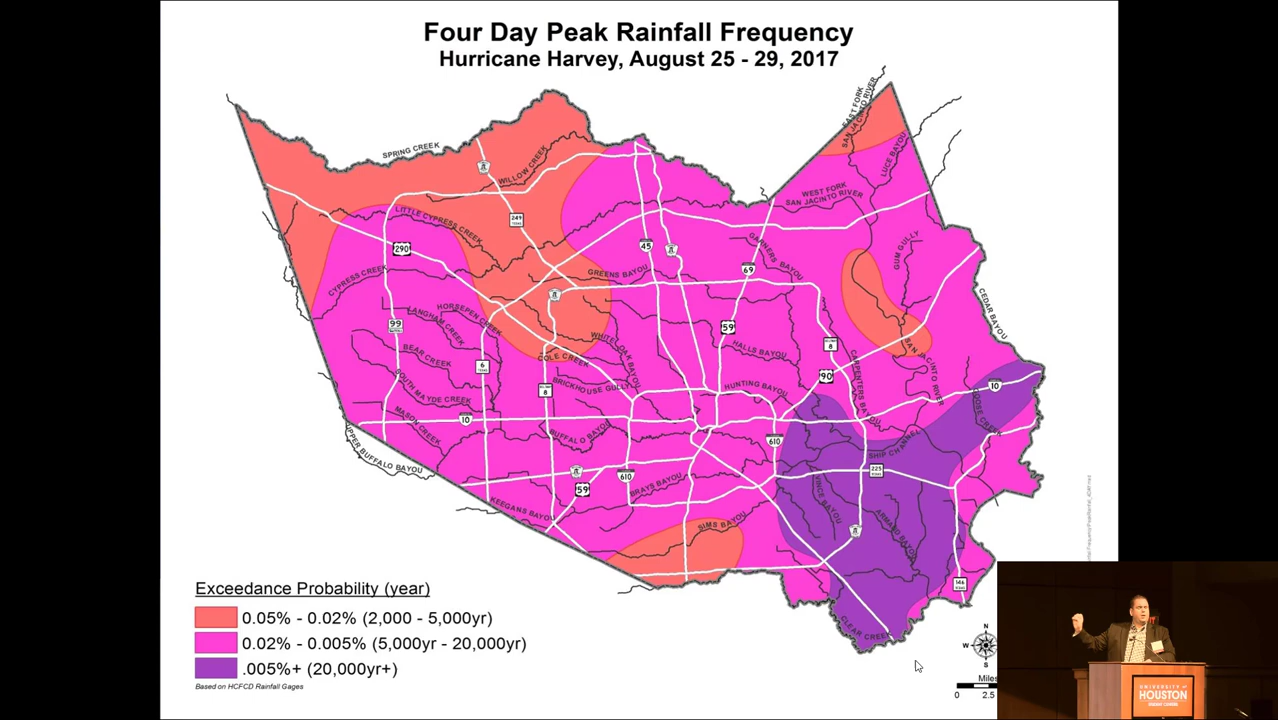 Four Day Peak Rainfall Frequency
Hurricane Harvey, August 25 - 29, 2017
EAST FORK
SAN JACINTO RIVER
SPRING CREEK
WILLOW CREEK
LUCE BAYOU
WEST FORK
SAN JACINTO RIVER
LITTLE CYPRESS CREEK
249
290
45
GARNERS BAYOU
GUM GULLY
69
CYPRESS CREEK
GREENS BAYOU
CEDAR BAYOU
HORSEPEN CREEK
LANGHAM CREEK
99
59
WHITE OAK BAYOU
HALLS BAYOU
8
SAN JACINTO RIVER
BEAR CREEK
COLE CREEK
6
CARPENTERS BAYOU
90
SOUTH MAYDE CREEK
BRICKHOUSE GULLY
8
HUNTING BAYOU
10
GOOSE CREEK
MASON CREEK
10
BUFFALO BAYOU
610
SHIP CHANNEL
UPPER BUFFALO BAYOU
225
59
610
BRAYS BAYOU
VINCE BAYOU
KEEGANS BAYOU
SIMS BAYOU
ARMAND BAYOU
146
CLEAR CREEK
Exceedance Probability (year)
0.05% - 0.02% (2,000 - 5,000yr)
0.02% - 0.005% (5,000yr - 20,000yr)
.005%+ (20,000yr+)
Based on HCFCD Rainfall Gages
N
W
S
Miles
0 2.5
UNIVERSITY of
HOUSTON